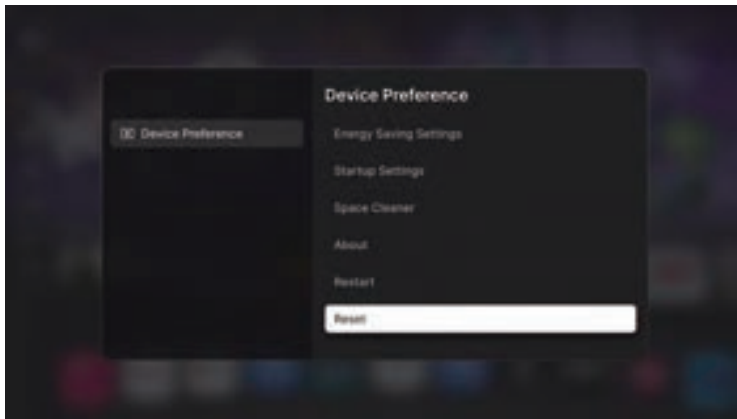 Device Preference
Device Preference
Energy Saving Settings
Startup Settings
Space Cleaner
About
Restart
Reset